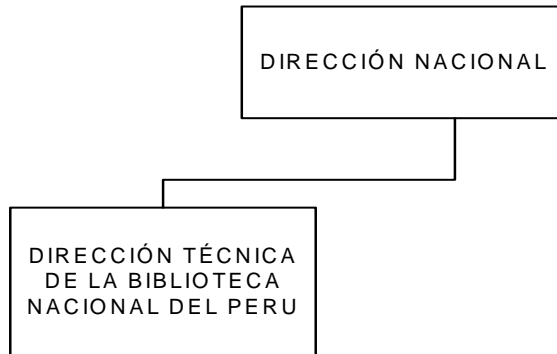 DIRECCIÓN NACIONAL
DIRECCIÓN TÉCNICA
DE LA BIBLIOTECA
NACIONAL DEL PERU